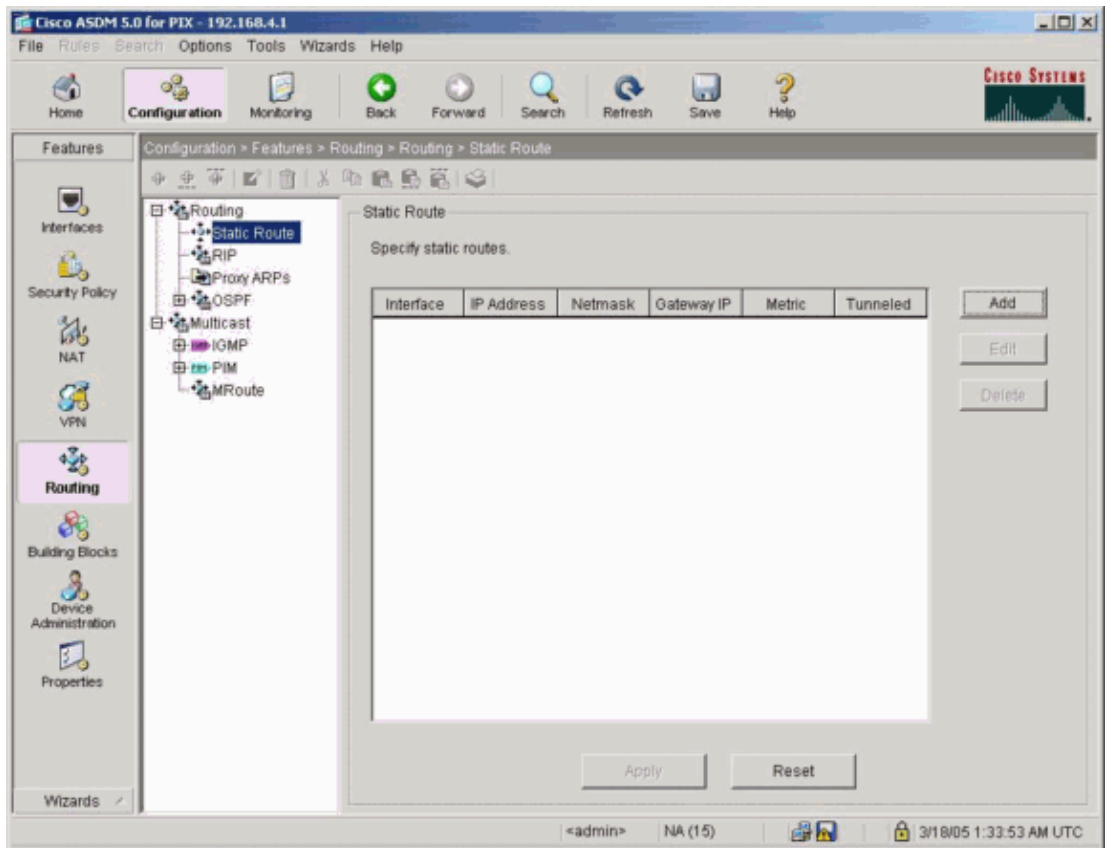 Cisco ASDM 5.0 for PIX - 192.168.4.1
File Rules Search Options Tools Wizards Help
Home Configuration Monitoring Back Forward Search Refresh Save Help
CISCO SYSTEMS
Features
Configuration > Features > Routing > Routing > Static Route
Interfaces
Security Policy
NAT
VPN
Routing
Building Blocks
Device
Administration
Properties
Wizards
Routing
Static Route
RIP
Proxy ARPs
OSPF
Multicast
IGMP
PIM
MRoute
Static Route
Specify static routes.
Interface IP Address Netmask Gateway IP Metric Tunneled
Add
Edit
Delete
Apply Reset
<admin> NA (15) 3/18/05 1:33:53 AM UTC